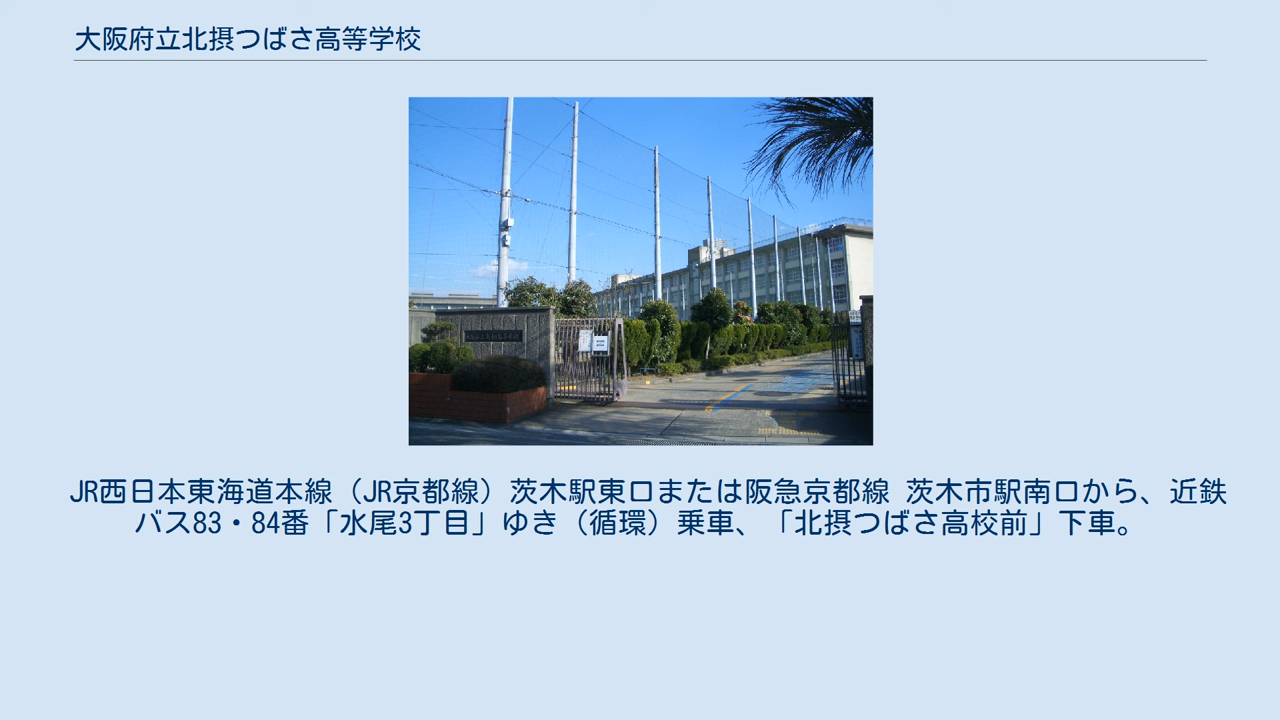 大阪府立北摂つばさ高等学校
JR西日本東海道本線（JR京都線）茨木駅東口または阪急京都線 茨木市駅南口から、近鉄
バス83・84番「水尾3丁目」ゆき（循環）乗車、「北摂つばさ高校前」下車。